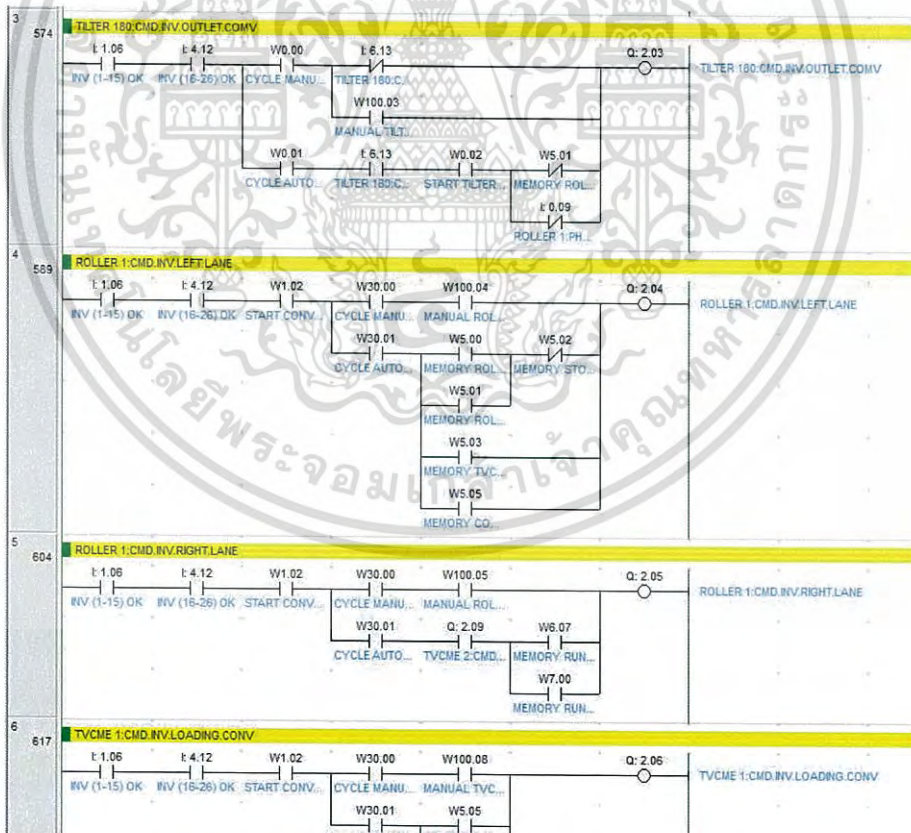 3
574
TILTER 180:CMD.INV.OUTLET.COMV
I: 1.06 I: 4.12 W0.00 I: 6.13 Q: 2.03
INV (1-15) OK INV (16-26) OK CYCLE MANU... TILTER 180:C... TILTER 180:CMD.INV.OUTLET.COMV
W100.03
MANUAL TILT...
W0.01 I: 6.13 W0.02 W5.01
CYCLE AUTO... TILTER 180:C... START TILTER... MEMORY ROL...
I: 0.09
ROLLER 1:PH...
4
589
ROLLER 1:CMD.INV.LEFT.LANE
I: 1.06 I: 4.12 W1.02 W30.00 W100.04 Q: 2.04
INV (1-15) OK INV (16-26) OK START CONV... CYCLE MANU... MANUAL ROL... ROLLER 1:CMD.INV.LEFT.LANE
W30.01 W5.00 W5.02
CYCLE AUTO... MEMORY ROL... MEMORY STO...
W5.01
MEMORY ROL...
W5.03
MEMORY TVC...
W5.05
MEMORY CO...
5
604
ROLLER 1:CMD.INV.RIGHT.LANE
I: 1.06 I: 4.12 W1.02 W30.00 W100.05 Q: 2.05
INV (1-15) OK INV (16-26) OK START CONV... CYCLE MANU... MANUAL ROL... ROLLER 1:CMD.INV.RIGHT.LANE
W30.01 Q: 2.09 W6.07
CYCLE AUTO... TVCME 2:CMD... MEMORY RUN...
W7.00
MEMORY RUN...
6
617
TVCME 1:CMD.INV.LOADING.CONV
I: 1.06 I: 4.12 W1.02 W30.00 W100.08 Q: 2.06
INV (1-15) OK INV (16-26) OK START CONV... CYCLE MANU... MANUAL TVC... TVCME 1:CMD.INV.LOADING.CONV
W30.01 W5.05